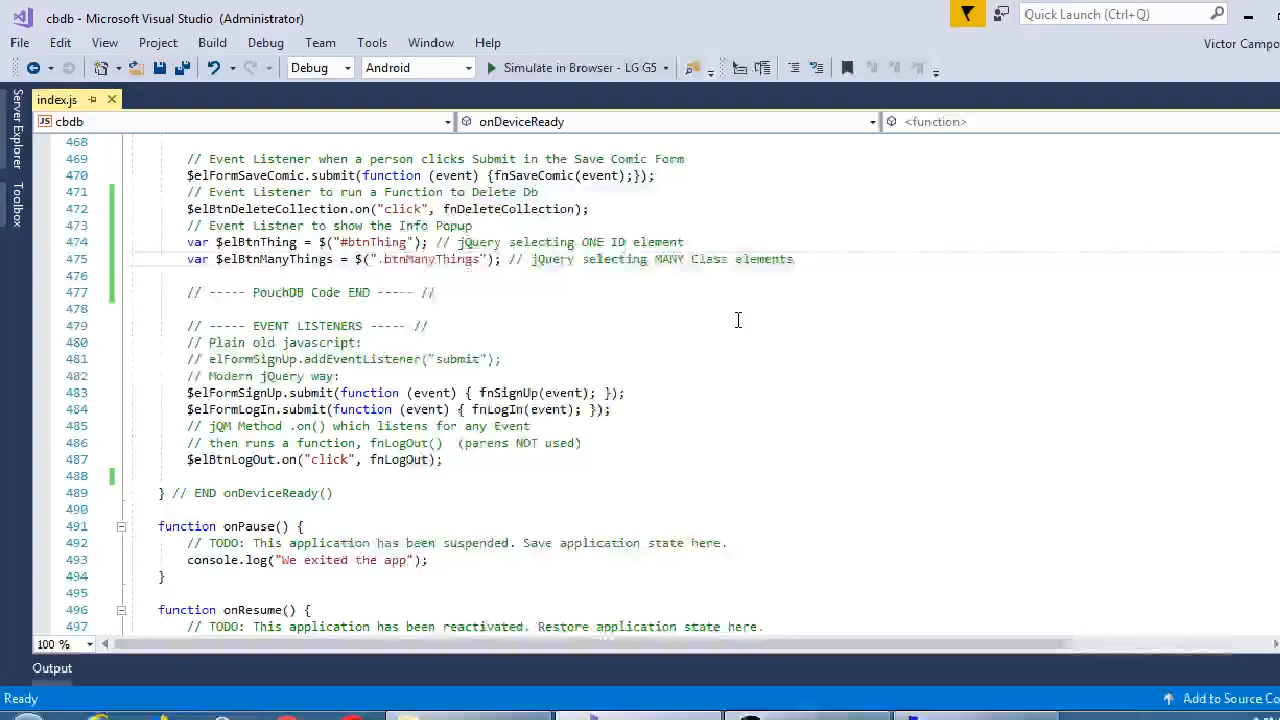 cbdb - Microsoft Visual Studio (Administrator)
Quick Launch (Ctrl+Q)
File Edit View Project Build Debug Team Tools Window Help
Victor Campo
Debug Android Simulate in Browser - LG G5
index.js
cbdb onDeviceReady <function>
Server Explorer
Toolbox
468
469 // Event Listener when a person clicks Submit in the Save Comic Form
470 $elFormSaveComic.submit(function (event) {fnSaveComic(event);});
471 // Event Listener to run a Function to Delete Db
472 $elBtnDeleteCollection.on("click", fnDeleteCollection);
473 // Event Listner to show the Info Popup
474 var $elBtnThing = $("#btnThing"); // jQuery selecting ONE ID element
475 var $elBtnManyThings = $(".btnManyThings"); // jQuery selecting MANY Class elements
476
477 // ----- PouchDB Code END ----- //
478
479 // ----- EVENT LISTENERS ----- //
480 // Plain old javascript:
481 // elFormSignUp.addEventListener("submit");
482 // Modern jQuery way:
483 $elFormSignUp.submit(function (event) { fnSignUp(event); });
484 $elFormLogIn.submit(function (event) { fnLogIn(event); });
485 // jQM Method .on() which listens for any Event
486 // then runs a function, fnLogOut() (parens NOT used)
487 $elBtnLogOut.on("click", fnLogOut);
488
489 } // END onDeviceReady()
490
491 function onPause() {
492 // TODO: This application has been suspended. Save application state here.
493 console.log("We exited the app");
494 }
495
496 function onResume() {
497 // TODO: This application has been reactivated. Restore application state here.
100 %
Output
Ready
Add to Source Co